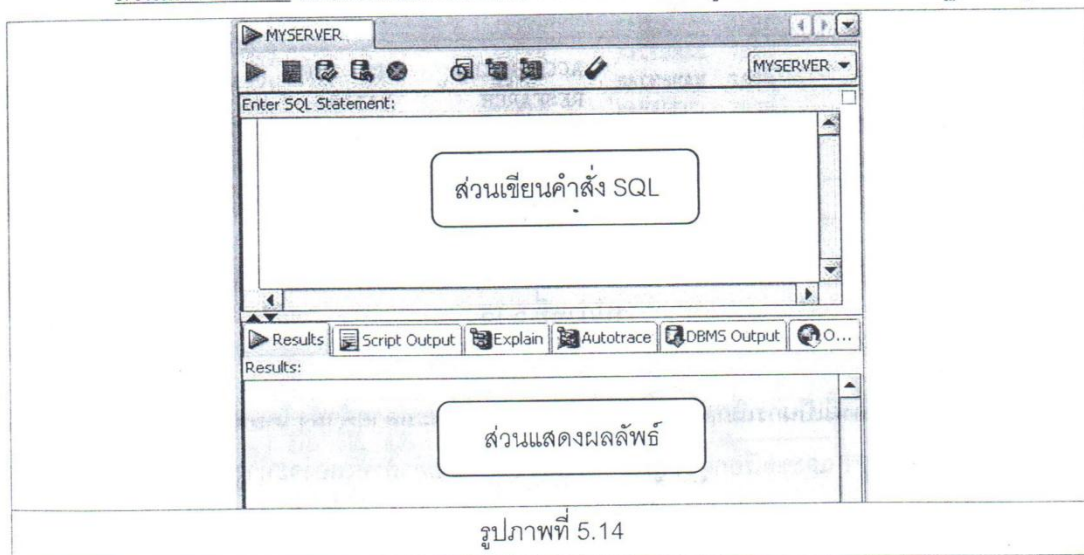 MYSERVER
MYSERVER
Enter SQL Statement:
ส่วนเขียนคำสั่ง SQL
Results Script Output Explain Autotrace DBMS Output O...
Results:
ส่วนแสดงผลลัพธ์
รูปภาพที่ 5.14